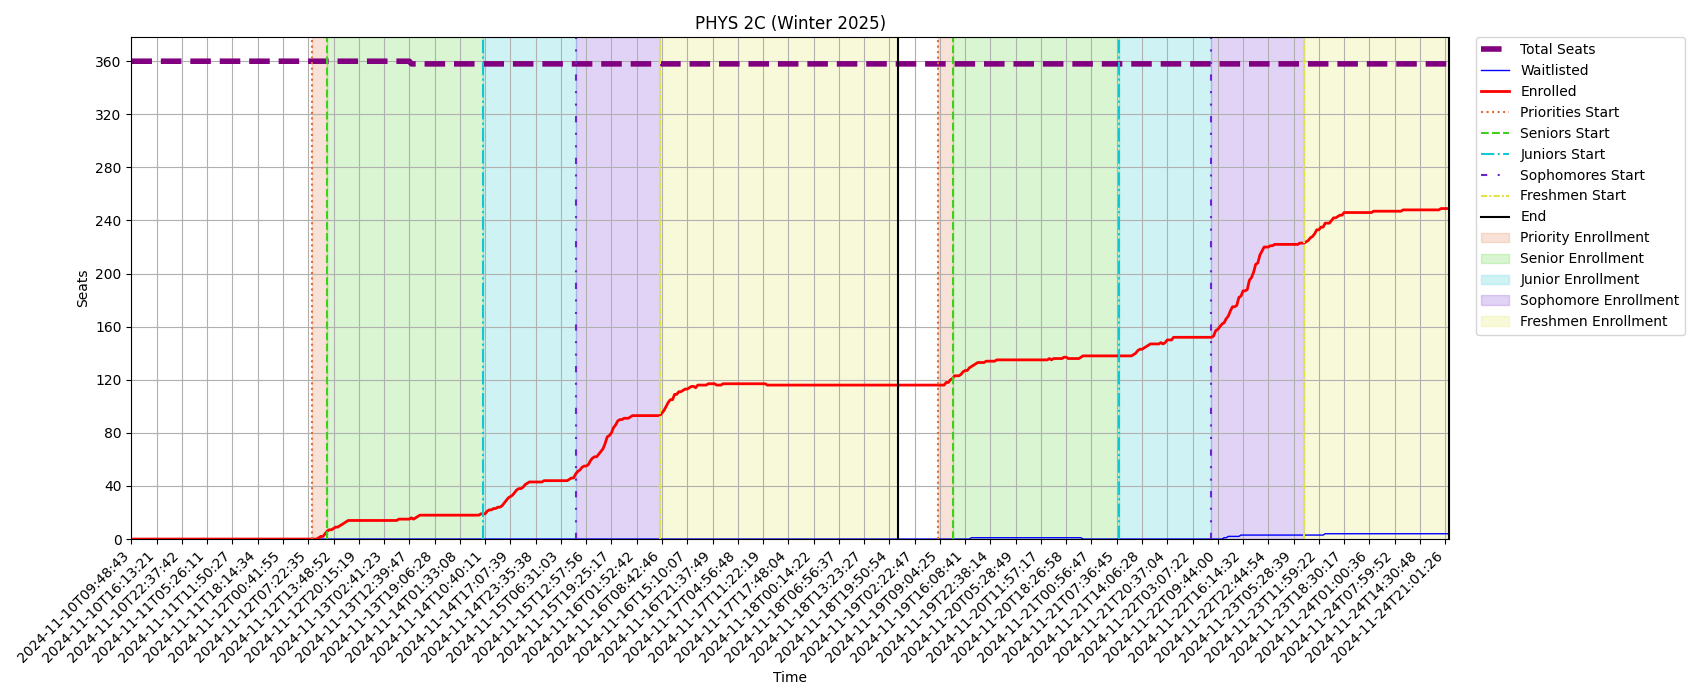 PHYS 2C (Winter 2025)
Seats
360
320
280
240
200
160
120
80
40
0
2024-11-10T09:48:43
2024-11-10T16:13:21
2024-11-10T22:37:42
2024-11-11T05:26:11
2024-11-11T11:50:27
2024-11-11T18:14:34
2024-11-12T00:41:55
2024-11-12T07:22:35
2024-11-12T13:48:52
2024-11-12T20:15:19
2024-11-13T02:41:23
2024-11-13T12:39:47
2024-11-13T19:06:28
2024-11-14T01:33:08
2024-11-14T10:40:11
2024-11-14T17:07:39
2024-11-14T23:35:38
2024-11-15T06:31:03
2024-11-15T12:57:56
2024-11-15T19:25:17
2024-11-16T01:52:42
2024-11-16T08:42:46
2024-11-16T15:10:07
2024-11-16T21:37:49
2024-11-17T04:56:48
2024-11-17T11:22:19
2024-11-17T17:48:04
2024-11-18T00:14:22
2024-11-18T06:56:37
2024-11-18T13:23:27
2024-11-18T19:50:54
2024-11-19T02:22:47
2024-11-19T09:04:25
2024-11-19T16:08:41
2024-11-19T22:38:14
2024-11-20T05:28:49
2024-11-20T11:57:17
2024-11-20T18:26:58
2024-11-21T00:56:47
2024-11-21T07:36:45
2024-11-21T14:06:28
2024-11-21T20:37:04
2024-11-22T03:07:22
2024-11-22T09:44:00
2024-11-22T16:14:32
2024-11-22T22:44:54
2024-11-23T05:28:39
2024-11-23T11:59:22
2024-11-23T18:30:17
2024-11-24T01:00:36
2024-11-24T07:59:52
2024-11-24T14:30:48
2024-11-24T21:01:26
Time
Total Seats
Waitlisted
Enrolled
Priorities Start
Seniors Start
Juniors Start
Sophomores Start
Freshmen Start
End
Priority Enrollment
Senior Enrollment
Junior Enrollment
Sophomore Enrollment
Freshmen Enrollment